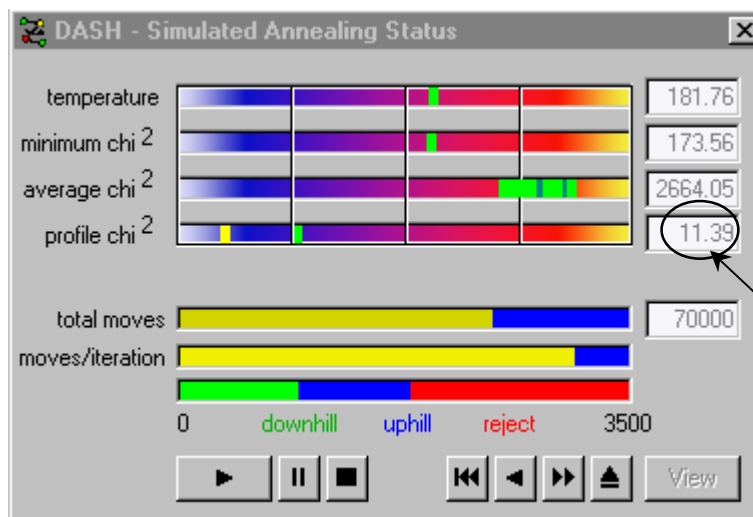 DASH - Simulated Annealing Status
temperature 181.76
minimum chi 2 173.56
average chi 2 2664.05
profile chi 2 11.39
total moves 70000
moves/iteration
0 downhill uphill reject 3500
View